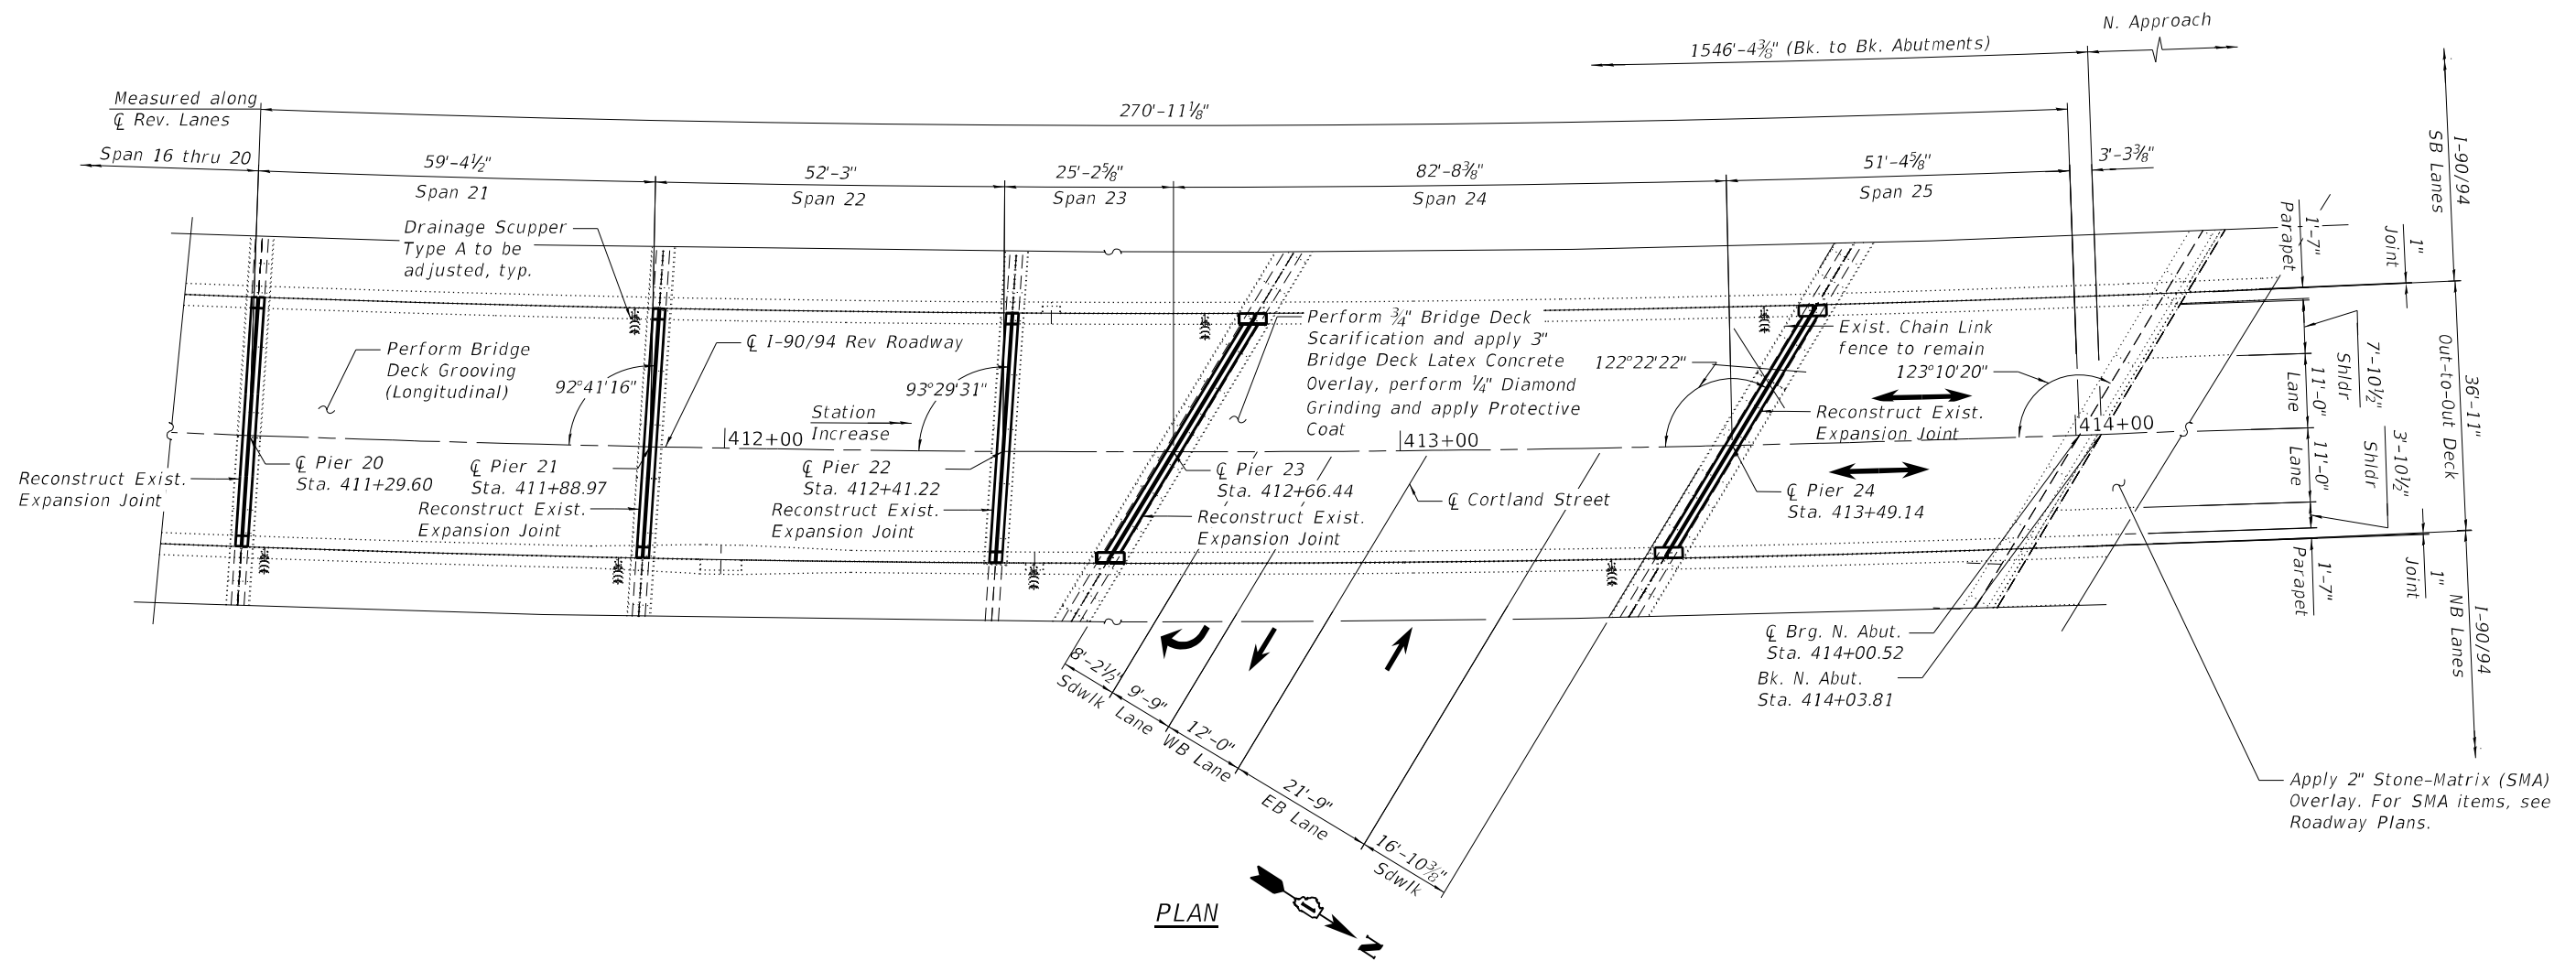 N. Approach
1546'-4⅜" (Bk. to Bk. Abutments)
Measured along
℄ Rev. Lanes
270'-11⅛"
Span 16 thru 20
59'-4½"
Span 21
52'-3"
Span 22
25'-2⅝"
Span 23
82'-8⅜"
Span 24
51'-4⅝"
Span 25
3'-3⅜"
I-90/94
SB Lanes
1'-7"
Parapet
1"
Joint
Drainage Scupper
Type A to be
adjusted, typ.
Perform Bridge
Deck Grooving
(Longitudinal)
92°41'16"
℄ I-90/94 Rev Roadway
93°29'31"
Station
Increase
412+00
Perform ¾" Bridge Deck
Scarification and apply 3"
Bridge Deck Latex Concrete
Overlay, perform ¼" Diamond
Grinding and apply Protective
Coat
413+00
122°22'22"
Exist. Chain Link
fence to remain
123°10'20"
Reconstruct Exist.
Expansion Joint
414+00
7'-10½"
Shldr
11'-0"
Lane
11'-0"
Lane
3'-10½"
Shldr
36'-11"
Out-to-Out Deck
1'-7"
Parapet
1"
Joint
I-90/94
NB Lanes
Reconstruct Exist.
Expansion Joint
℄ Pier 20
Sta. 411+29.60
℄ Pier 21
Sta. 411+88.97
Reconstruct Exist.
Expansion Joint
℄ Pier 22
Sta. 412+41.22
Reconstruct Exist.
Expansion Joint
℄ Pier 23
Sta. 412+66.44
Reconstruct Exist.
Expansion Joint
℄ Cortland Street
℄ Pier 24
Sta. 413+49.14
℄ Brg. N. Abut.
Sta. 414+00.52
Bk. N. Abut.
Sta. 414+03.81
8'-2½"
Sdwlk
9'-9"
Lane
12'-0"
WB Lane
21'-9"
EB Lane
16'-10⅜"
Sdwlk
Apply 2" Stone-Matrix (SMA)
Overlay. For SMA items, see
Roadway Plans.
PLAN
N